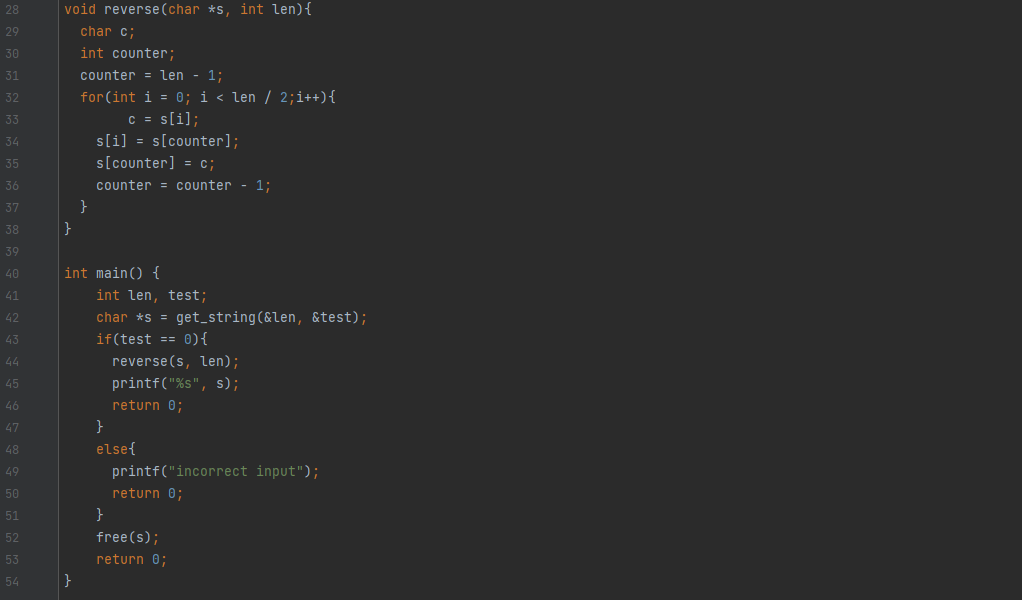 28 void reverse(char *s, int len){
29   char c;
30   int counter;
31   counter = len - 1;
32   for(int i = 0; i < len / 2;i++){
33         c = s[i];
34     s[i] = s[counter];
35     s[counter] = c;
36     counter = counter - 1;
37   }
38 }
39
40 int main() {
41     int len, test;
42     char *s = get_string(&len, &test);
43     if(test == 0){
44       reverse(s, len);
45       printf("%s", s);
46       return 0;
47     }
48     else{
49       printf("incorrect input");
50       return 0;
51     }
52     free(s);
53     return 0;
54 }